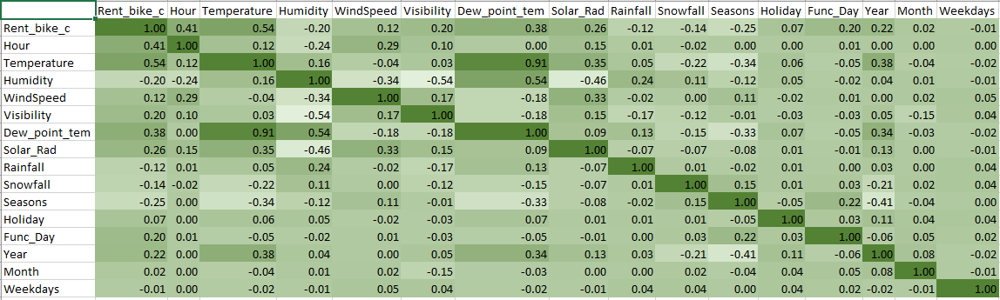 Rent_bike_c Hour Temperature Humidity WindSpeed Visibility Dew_point_tem Solar_Rad Rainfall Snowfall Seasons Holiday Func_Day Year Month Weekdays
Rent_bike_c 1.00 0.41 0.54 -0.20 0.12 0.20 0.38 0.26 -0.12 -0.14 -0.25 0.07 0.20 0.22 0.02 -0.01
Hour 0.41 1.00 0.12 -0.24 0.29 0.10 0.00 0.15 0.01 -0.02 0.00 0.00 0.01 0.00 0.00 0.00
Temperature 0.54 0.12 1.00 0.16 -0.04 0.03 0.91 0.35 0.05 -0.22 -0.34 0.06 -0.05 0.38 -0.04 -0.02
Humidity -0.20 -0.24 0.16 1.00 -0.34 -0.54 0.54 -0.46 0.24 0.11 -0.12 0.05 -0.02 0.04 0.01 -0.01
WindSpeed 0.12 0.29 -0.04 -0.34 1.00 0.17 -0.18 0.33 -0.02 0.00 0.11 -0.02 0.01 0.00 0.02 0.05
Visibility 0.20 0.10 0.03 -0.54 0.17 1.00 -0.18 0.15 -0.17 -0.12 -0.01 -0.03 -0.03 0.05 -0.15 0.04
Dew_point_tem 0.38 0.00 0.91 0.54 -0.18 -0.18 1.00 0.09 0.13 -0.15 -0.33 0.07 -0.05 0.34 -0.03 -0.02
Solar_Rad 0.26 0.15 0.35 -0.46 0.33 0.15 0.09 1.00 -0.07 -0.07 -0.08 0.01 -0.01 0.13 0.00 -0.01
Rainfall -0.12 0.01 0.05 0.24 -0.02 -0.17 0.13 -0.07 1.00 0.01 -0.02 0.01 0.00 0.03 0.00 0.04
Snowfall -0.14 -0.02 -0.22 0.11 0.00 -0.12 -0.15 -0.07 0.01 1.00 0.15 0.01 0.03 -0.21 0.02 0.04
Seasons -0.25 0.00 -0.34 -0.12 0.11 -0.01 -0.33 -0.08 -0.02 0.15 1.00 -0.05 0.22 -0.41 -0.04 0.00
Holiday 0.07 0.00 0.06 0.05 -0.02 -0.03 0.07 0.01 0.01 0.01 -0.05 1.00 0.03 0.11 0.04 0.04
Func_Day 0.20 0.01 -0.05 -0.02 0.01 -0.03 -0.05 -0.01 0.00 0.03 0.22 0.03 1.00 -0.06 0.05 0.02
Year 0.22 0.00 0.38 0.04 0.00 0.05 0.34 0.13 0.03 -0.21 -0.41 0.11 -0.06 1.00 0.08 -0.02
Month 0.02 0.00 -0.04 0.01 0.02 -0.15 -0.03 0.00 0.00 0.02 -0.04 0.04 0.05 0.08 1.00 -0.01
Weekdays -0.01 0.00 -0.02 -0.01 0.05 0.04 -0.02 -0.01 0.04 0.04 0.00 0.04 0.02 -0.02 -0.01 1.00